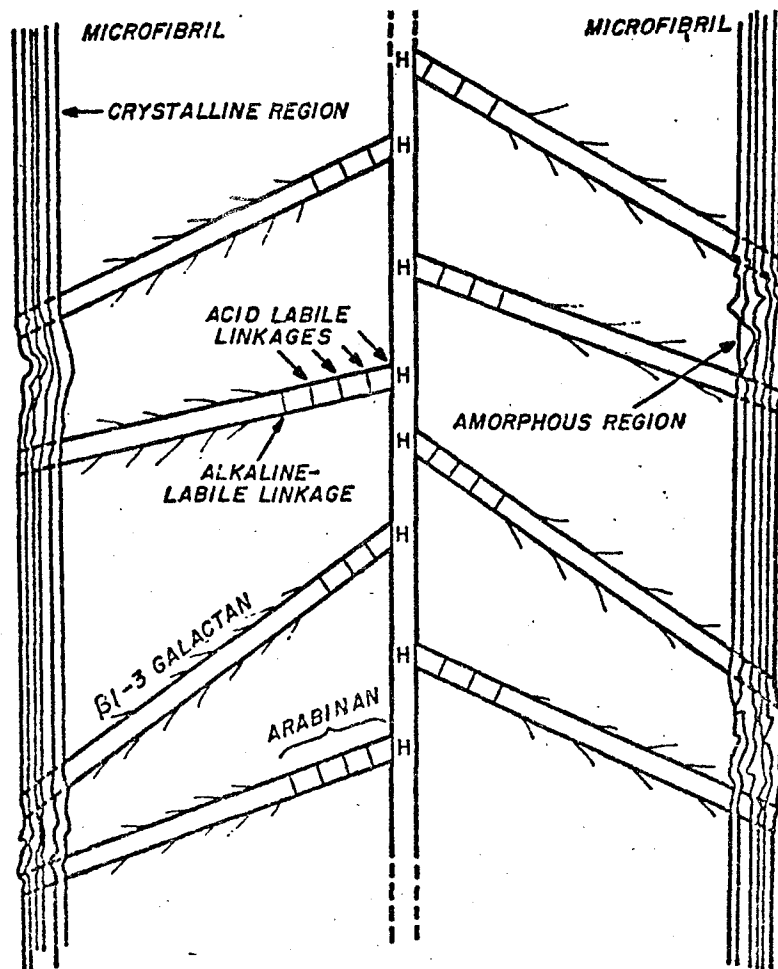 MICROFIBRIL
MICROFIBRIL
CRYSTALLINE REGION
H
H
H
ACID LABILE
LINKAGES
H
AMORPHOUS REGION
H
ALKALINE-
LABILE LINKAGE
H
β1-3 GALACTAN
H
ARABINAN
H